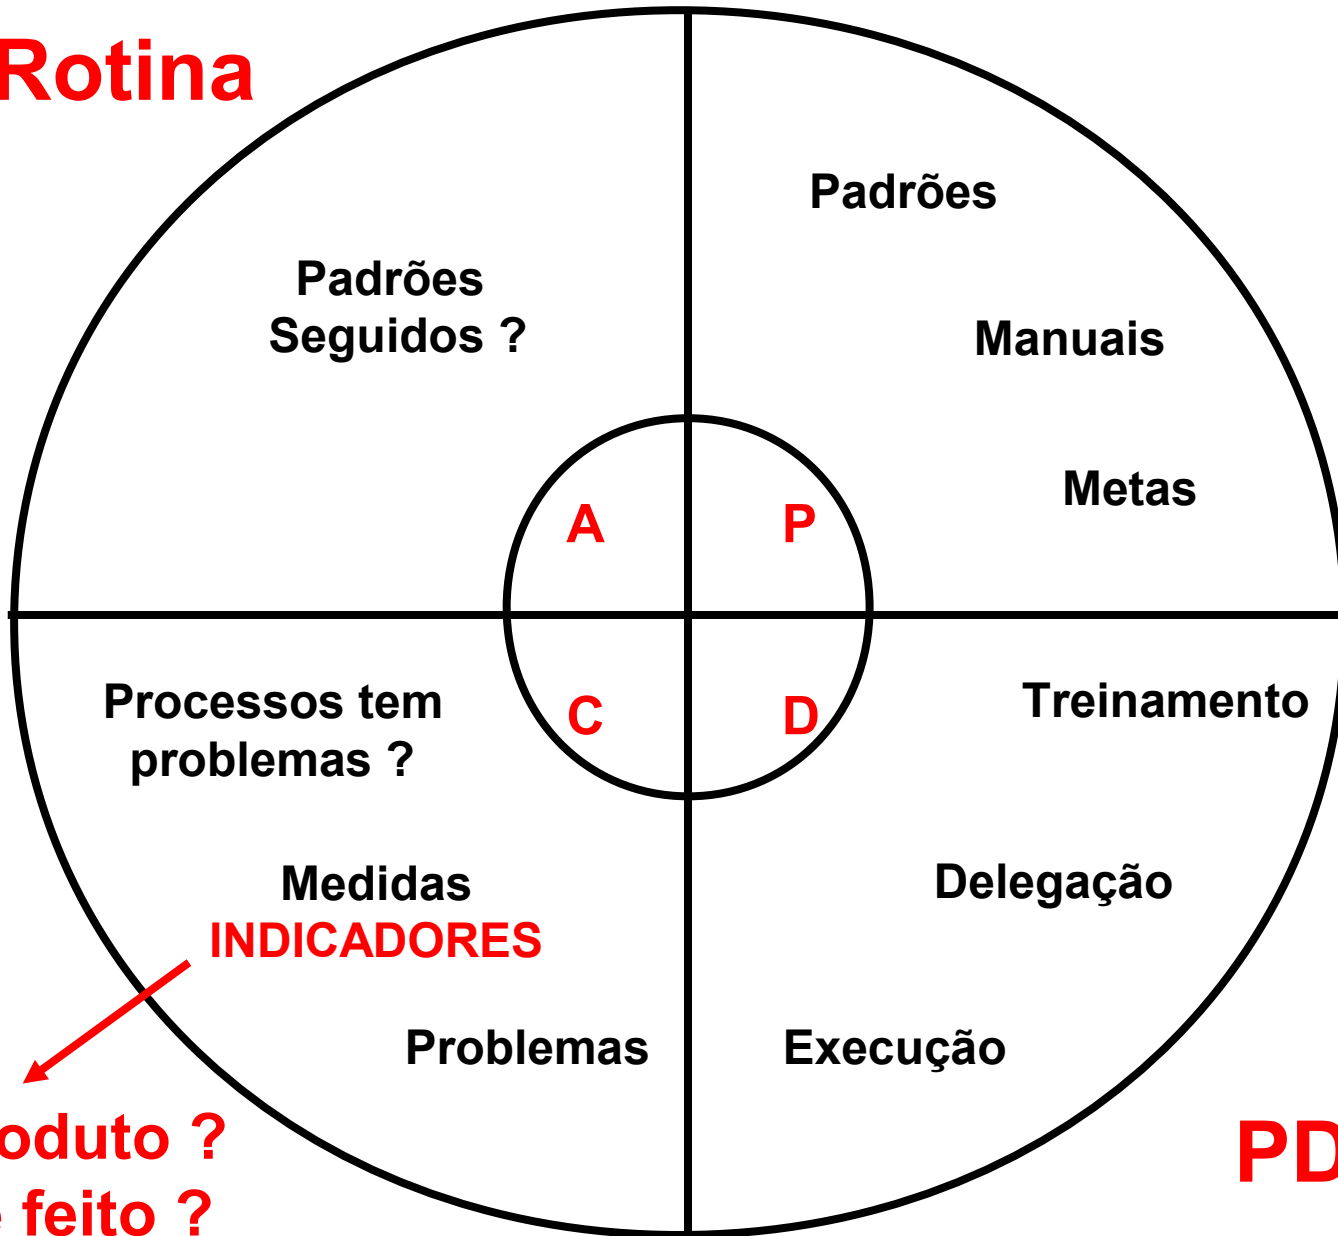 Rotina
Padrões
Manuais
Metas
Padrões
Seguidos ?
A
P
C
D
Processos tem
problemas ?
Medidas
INDICADORES
Problemas
Treinamento
Delegação
Execução
oduto ?
feito ?
PD